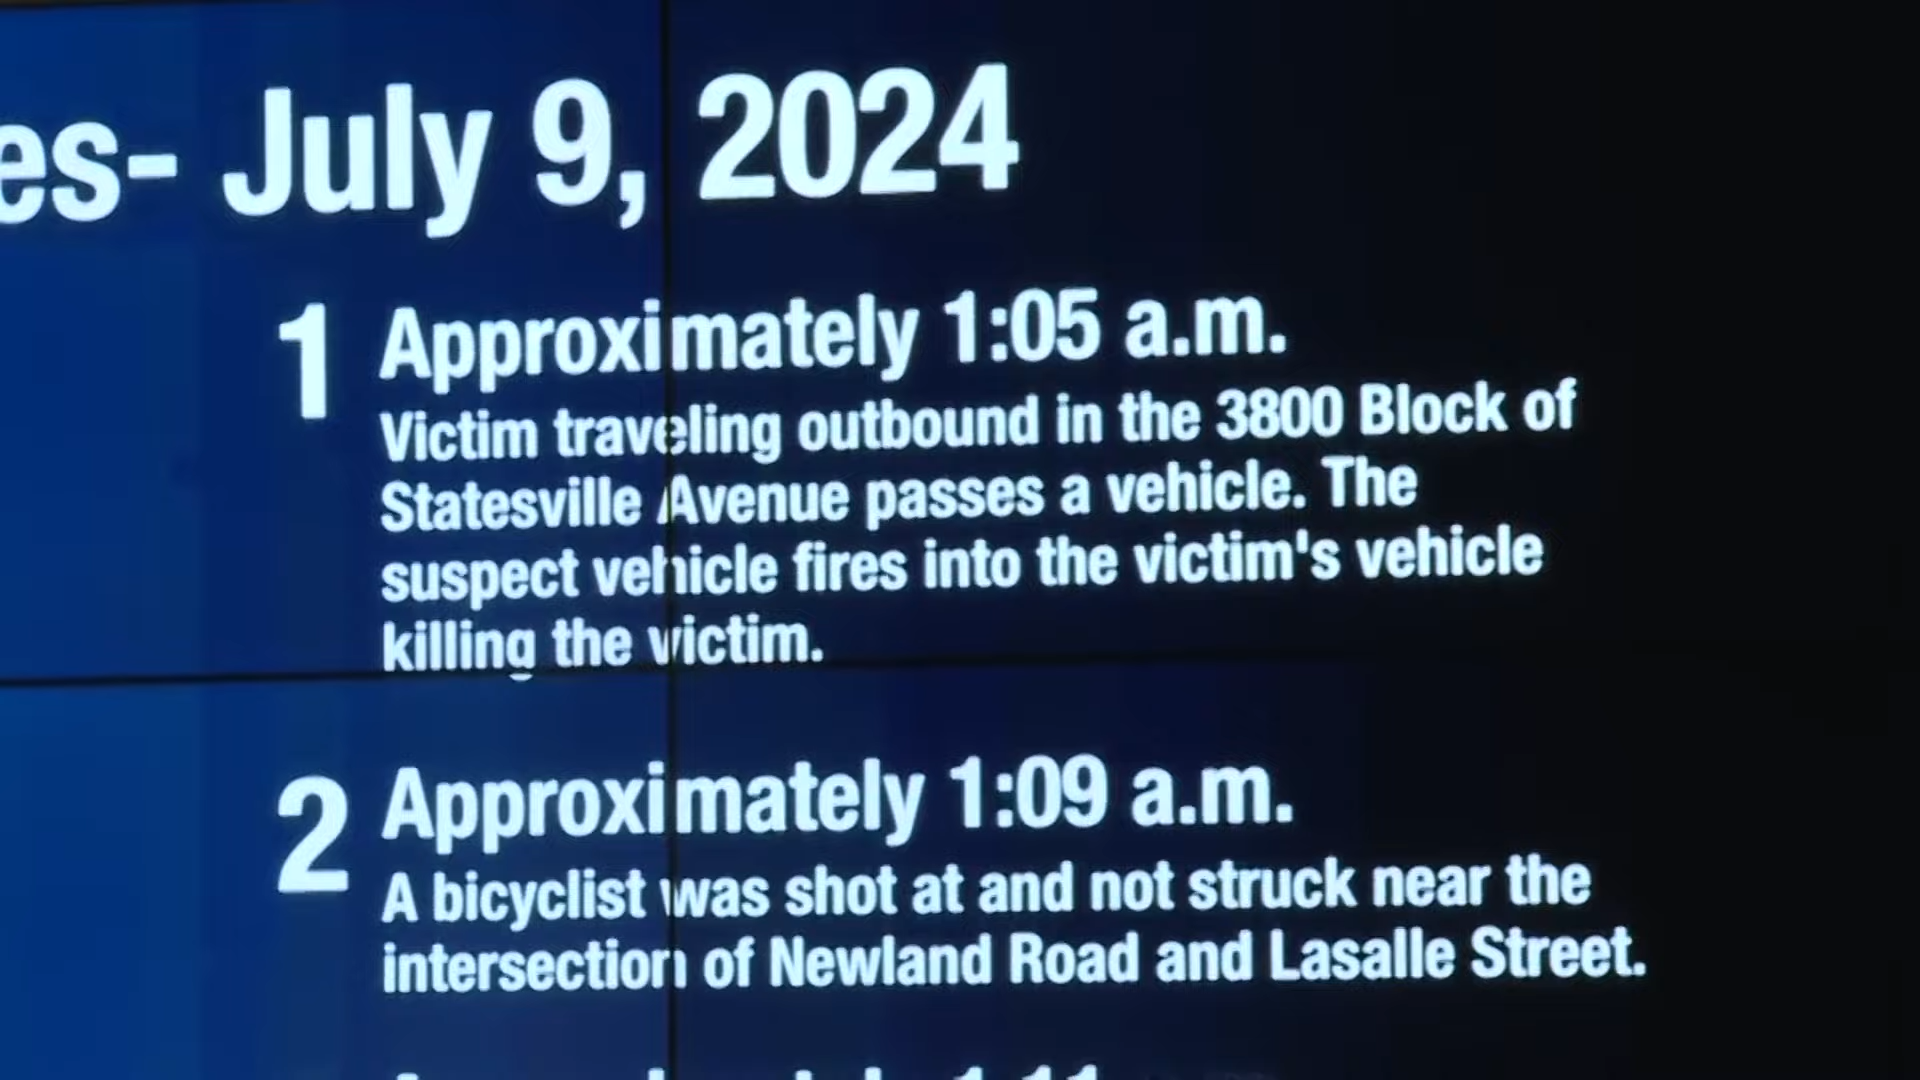 es- July 9, 2024
1 Approximately 1:05 a.m.
Victim traveling outbound in the 3800 Block of
Statesville Avenue passes a vehicle. The
suspect vehicle fires into the victim's vehicle
killing the victim.
2 Approximately 1:09 a.m.
A bicyclist was shot at and not struck near the
intersection of Newland Road and Lasalle Street.